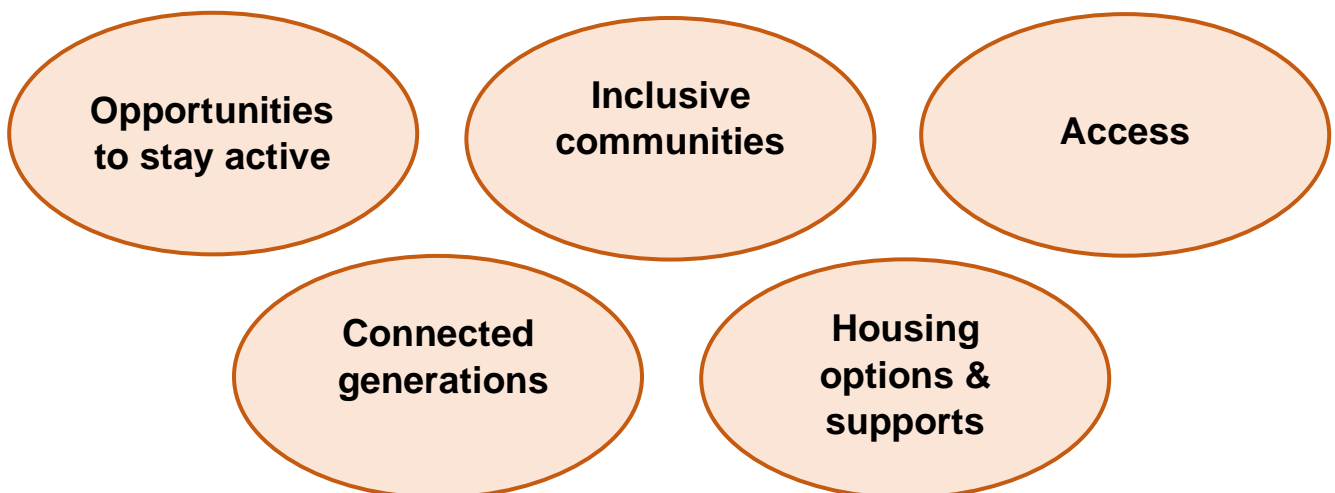 Opportunities
to stay active
Inclusive
communities
Access
Connected
generations
Housing
options &
supports